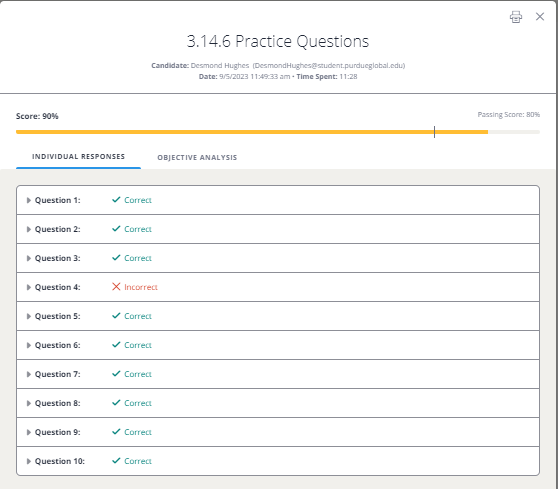 3.14.6 Practice Questions
Candidate: Desmond Hughes (DesmondHughes@student.purdueglobal.edu)
Date: 9/5/2023 11:49:33 am • Time Spent: 11:28
Score: 90%
Passing Score: 80%
INDIVIDUAL RESPONSES
OBJECTIVE ANALYSIS
Question 1: Correct
Question 2: Correct
Question 3: Correct
Question 4: Incorrect
Question 5: Correct
Question 6: Correct
Question 7: Correct
Question 8: Correct
Question 9: Correct
Question 10: Correct